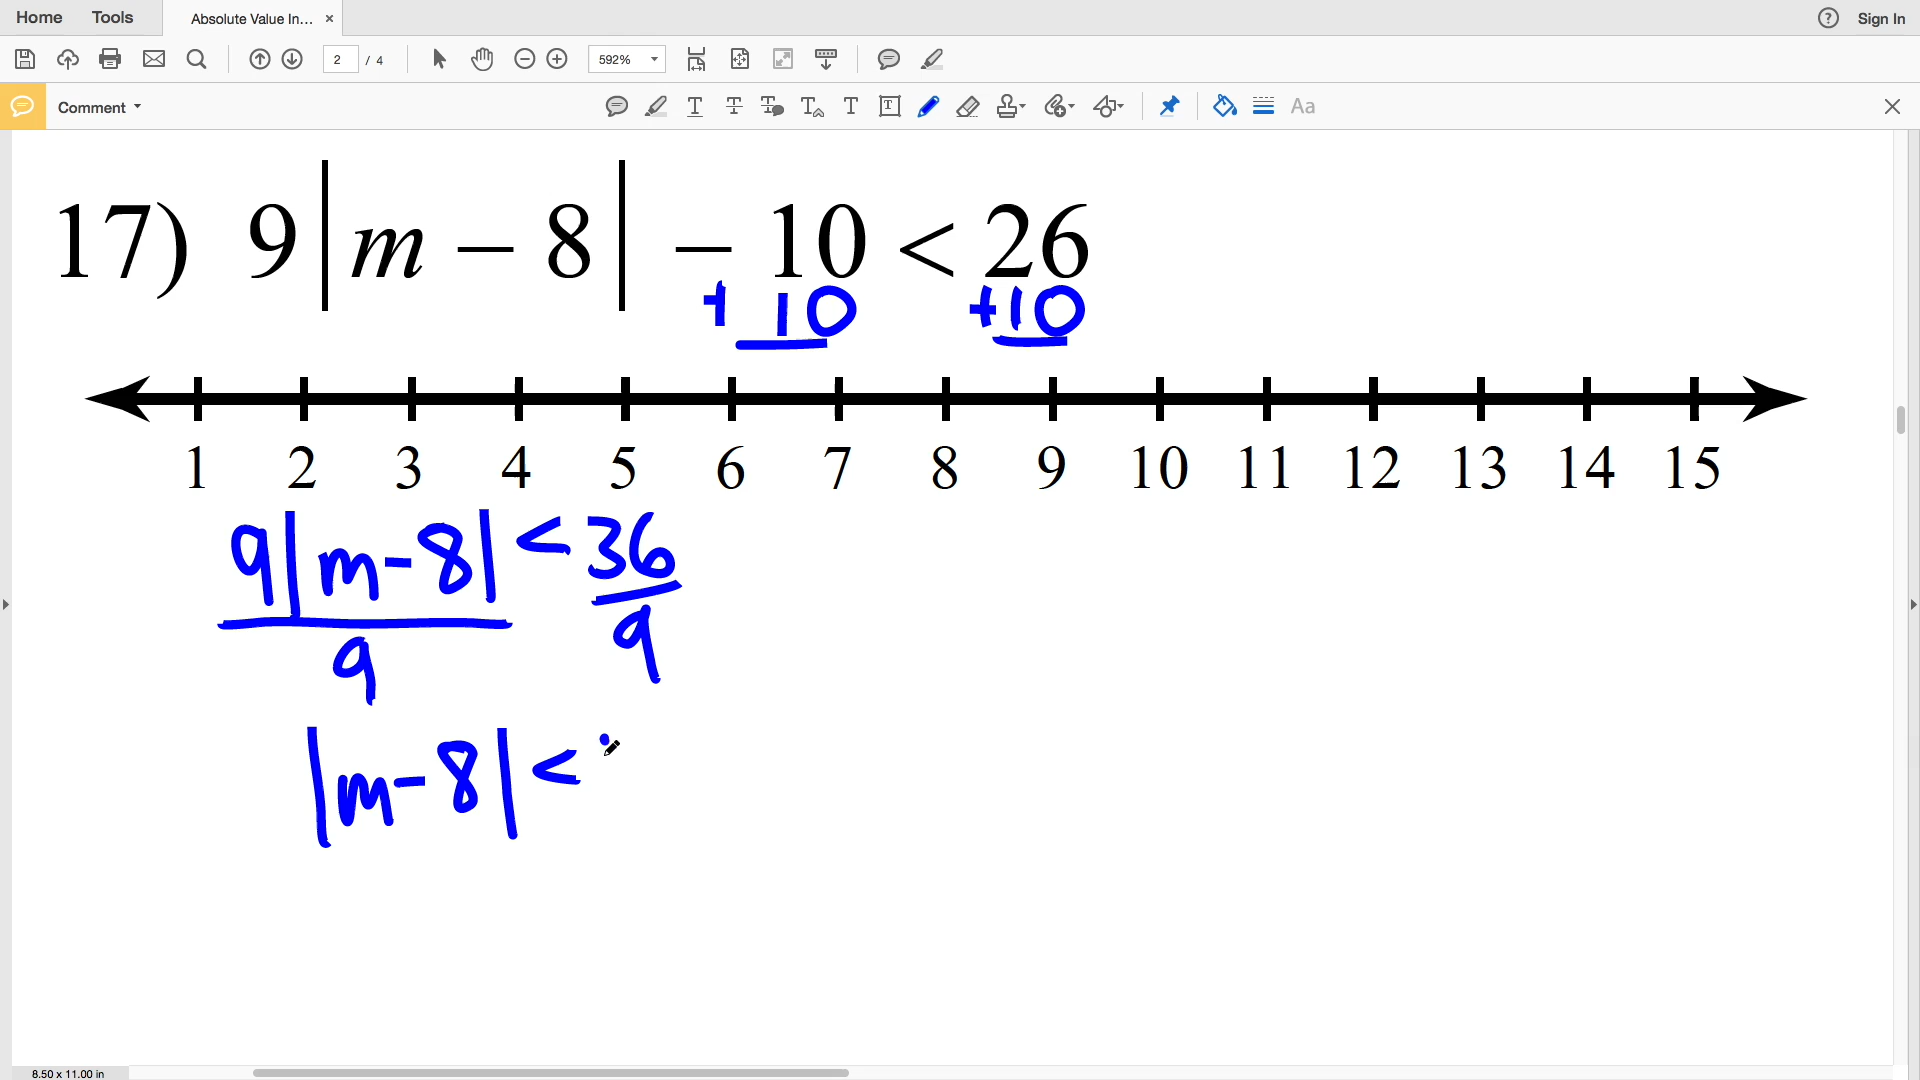 Home Tools Absolute Value In... × ? Sign In
2 / 4 592%
Comment T T T T T T Aa
17) 9|m − 8| − 10 < 26
+ 10 +10
1 2 3 4 5 6 7 8 9 10 11 12 13 14 15
9|m-8| < 36
9 9
|m-8| <
8.50 x 11.00 in